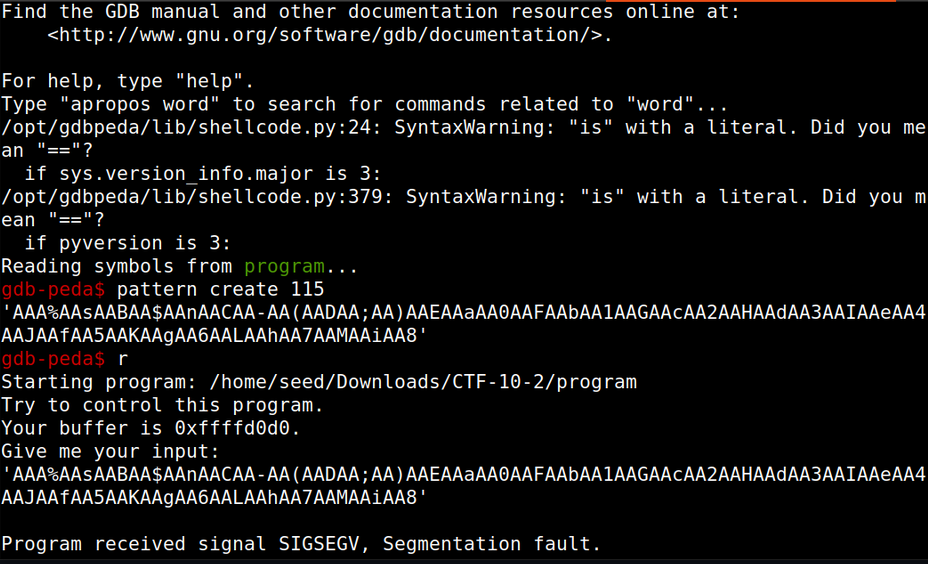 Find the GDB manual and other documentation resources online at:
    <http://www.gnu.org/software/gdb/documentation/>.

For help, type "help".
Type "apropos word" to search for commands related to "word"...
/opt/gdbpeda/lib/shellcode.py:24: SyntaxWarning: "is" with a literal. Did you me
an "=="?
  if sys.version_info.major is 3:
/opt/gdbpeda/lib/shellcode.py:379: SyntaxWarning: "is" with a literal. Did you m
ean "=="?
  if pyversion is 3:
Reading symbols from program...
gdb-peda$ pattern create 115
'AAA%AAsAABAA$AAnAACAA-AA(AADAA;AA)AAEAAaAA0AAFAAbAA1AAGAAcAA2AAHAAdAA3AAIAAeAA4
AAJAAfAA5AAKAAgAA6AALAAhAA7AAMAAiAA8'
gdb-peda$ r
Starting program: /home/seed/Downloads/CTF-10-2/program
Try to control this program.
Your buffer is 0xffffd0d0.
Give me your input:
'AAA%AAsAABAA$AAnAACAA-AA(AADAA;AA)AAEAAaAA0AAFAAbAA1AAGAAcAA2AAHAAdAA3AAIAAeAA4
AAJAAfAA5AAKAAgAA6AALAAhAA7AAMAAiAA8'

Program received signal SIGSEGV, Segmentation fault.